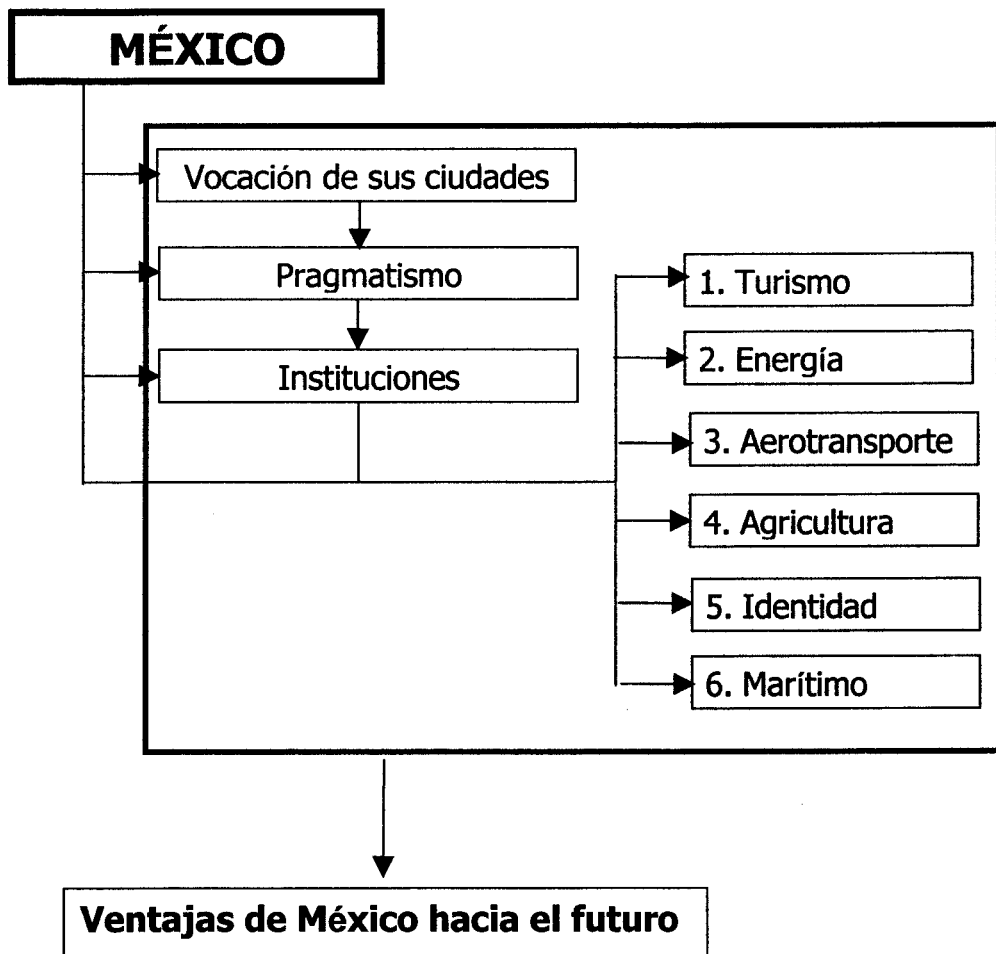 MÉXICO
Vocación de sus ciudades
Pragmatismo
Instituciones
1. Turismo
2. Energía
3. Aerotransporte
4. Agricultura
5. Identidad
6. Marítimo
Ventajas de México hacia el futuro